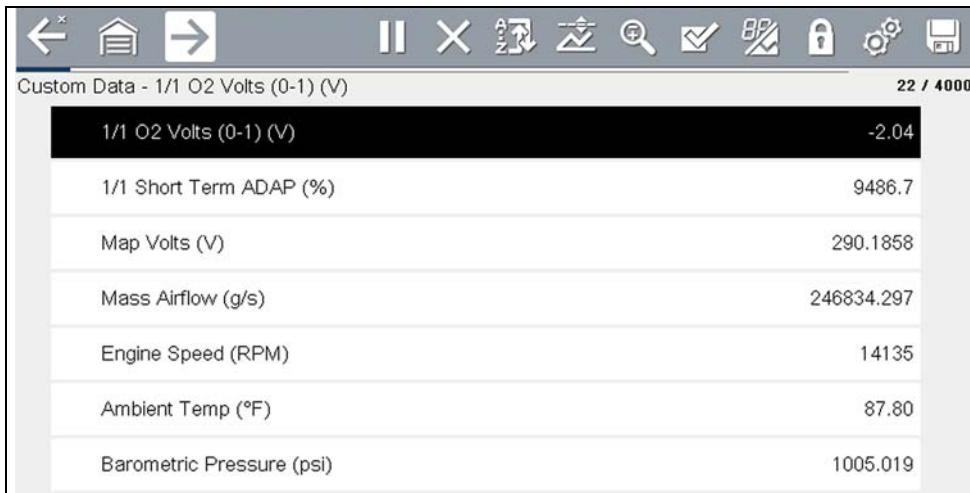 Custom Data - 1/1 O2 Volts (0-1) (V) 22 / 4000
1/1 O2 Volts (0-1) (V) -2.04
1/1 Short Term ADAP (%) 9486.7
Map Volts (V) 290.1858
Mass Airflow (g/s) 246834.297
Engine Speed (RPM) 14135
Ambient Temp (°F) 87.80
Barometric Pressure (psi) 1005.019